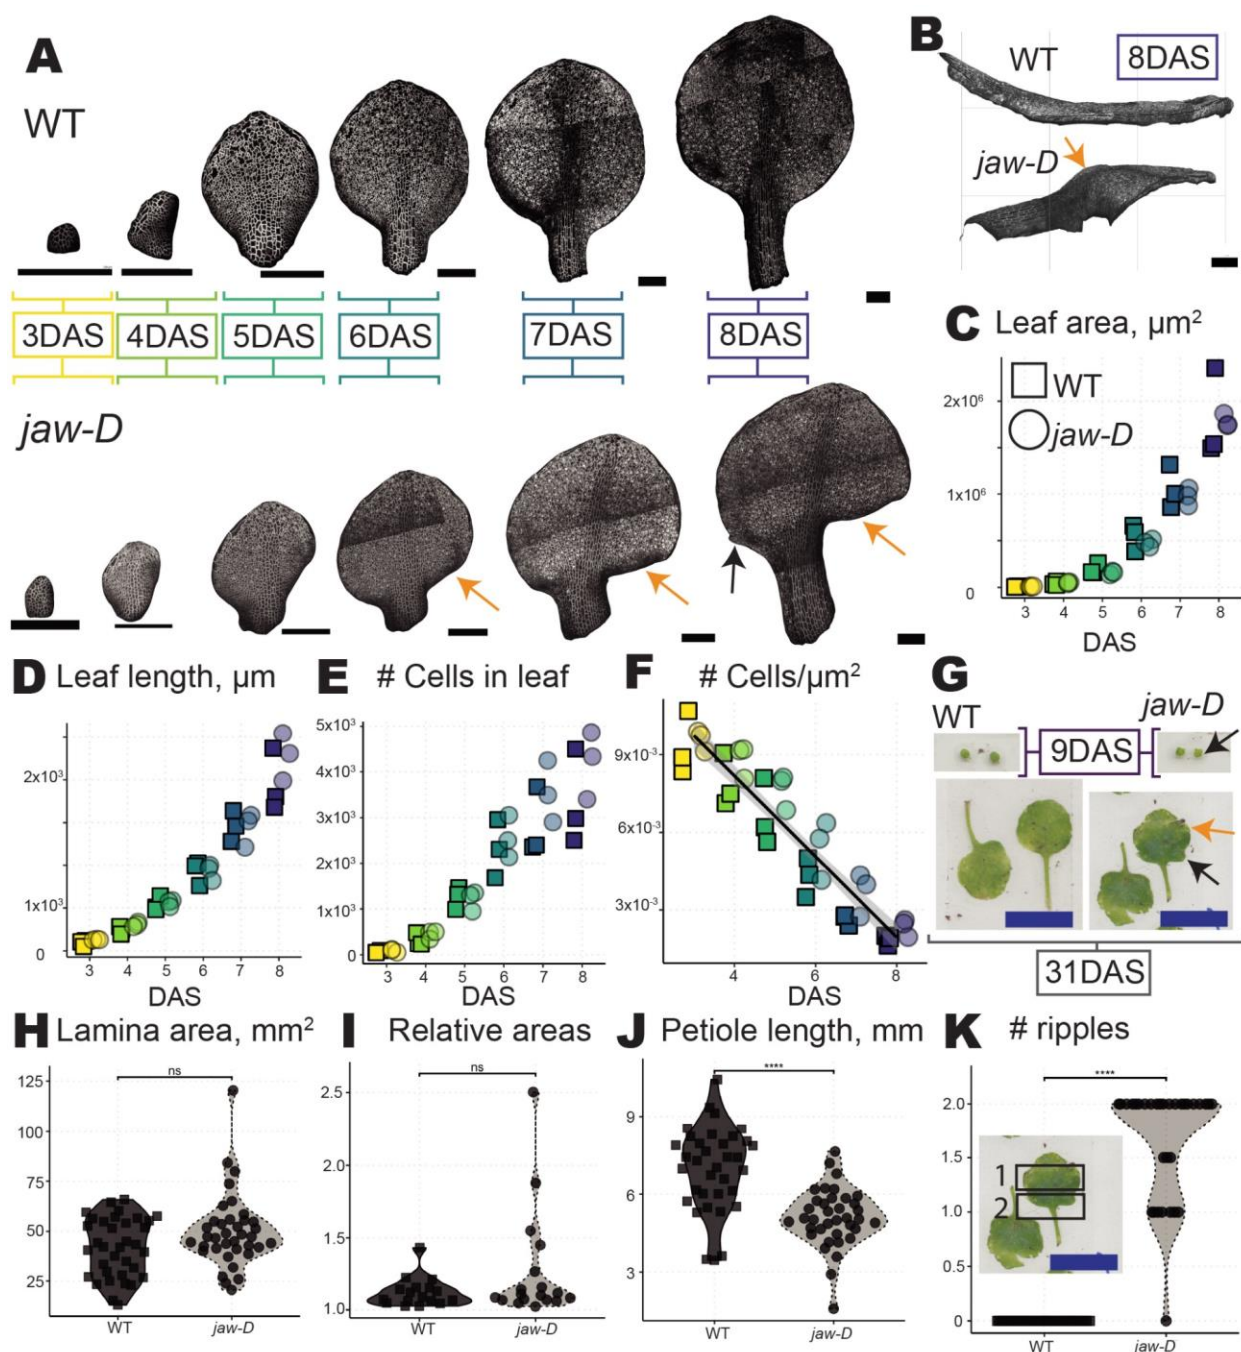 A
WT
3DAS
4DAS
5DAS
6DAS
7DAS
8DAS
jaw-D
B
WT
8DAS
jaw-D
C Leaf area, µm²
WT
jaw-D
2x10⁶
1x10⁶
0
3 4 5 6 7 8
DAS
D Leaf length, µm
2x10³
1x10³
0
3 4 5 6 7 8
DAS
E # Cells in leaf
5x10³
4x10³
3x10³
2x10³
1x10³
0
3 4 5 6 7 8
DAS
F # Cells/µm²
9x10⁻³
6x10⁻³
3x10⁻³
4 6 8
DAS
G
WT
jaw-D
9DAS
31DAS
H Lamina area, mm²
ns
125
100
75
50
25
WT jaw-D
I Relative areas
ns
2.5
2.0
1.5
1.0
WT jaw-D
J Petiole length, mm
****
9
6
3
WT jaw-D
K # ripples
****
2.0
1.5
1.0
0.5
0
1
2
WT jaw-D